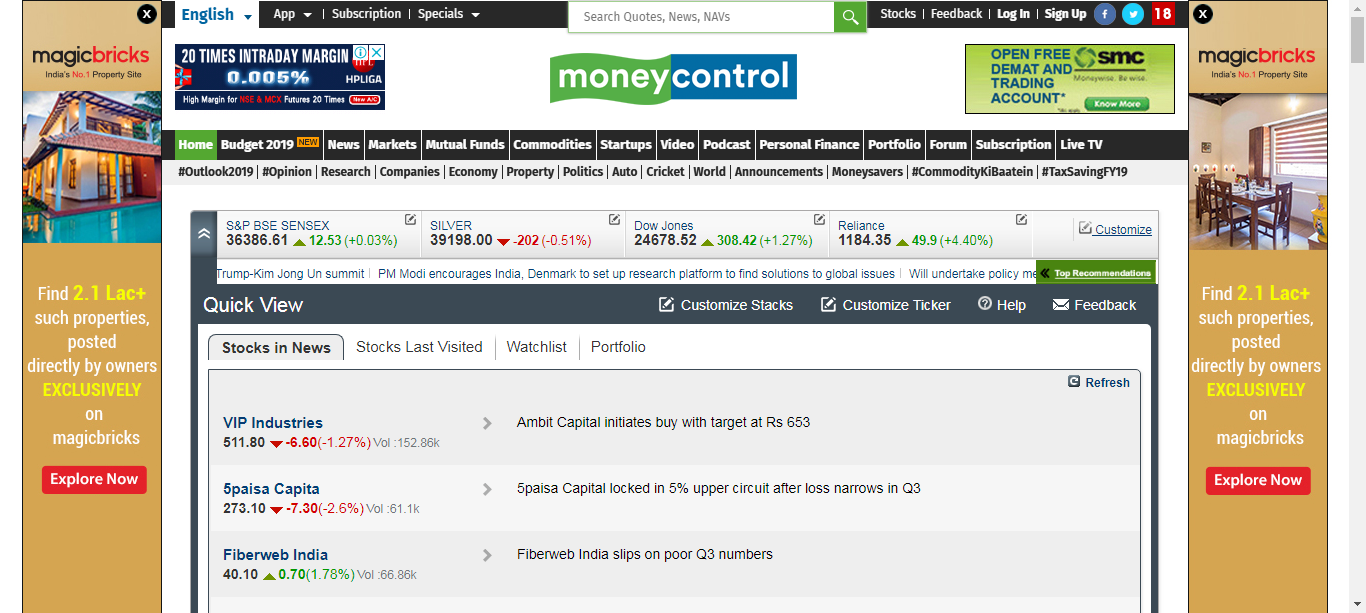 English
App | Subscription | Specials
Search Quotes, News, NAVs
Stocks | Feedback | Log In | Sign Up
18
magicbricks
India's No.1 Property Site
Find 2.1 Lac+
such properties,
posted
directly by owners
EXCLUSIVELY
on
magicbricks
Explore Now
20 TIMES INTRADAY MARGIN
0.005%
HPLIGA
High Margin for NSE & MCX Futures 20 Times New A/C
moneycontrol
OPEN FREE
DEMAT AND
TRADING
ACCOUNT*
smc
Moneywise. Be wise.
Know More
Home Budget 2019 NEW News Markets Mutual Funds Commodities Startups Video Podcast Personal Finance Portfolio Forum Subscription Live TV
#Outlook2019 | #Opinion | Research | Companies | Economy | Property | Politics | Auto | Cricket | World | Announcements | Moneysavers | #CommodityKiBaatein | #TaxSavingFY19
S&P BSE SENSEX
36386.61 12.53 (+0.03%)
SILVER
39198.00 -202 (-0.51%)
Dow Jones
24678.52 308.42 (+1.27%)
Reliance
1184.35 49.9 (+4.40%)
Customize
Trump-Kim Jong Un summit | PM Modi encourages India, Denmark to set up research platform to find solutions to global issues | Will undertake policy me
Top Recommendations
Quick View
Customize Stacks
Customize Ticker
Help
Feedback
Stocks in News
Stocks Last Visited
Watchlist
Portfolio
Refresh
VIP Industries
511.80 -6.60(-1.27%) Vol :152.86k
Ambit Capital initiates buy with target at Rs 653
5paisa Capita
273.10 -7.30(-2.6%) Vol :61.1k
5paisa Capital locked in 5% upper circuit after loss narrows in Q3
Fiberweb India
40.10 0.70(1.78%) Vol :66.86k
Fiberweb India slips on poor Q3 numbers
magicbricks
India's No.1 Property Site
Find 2.1 Lac+
such properties,
posted
directly by owners
EXCLUSIVELY
on
magicbricks
Explore Now